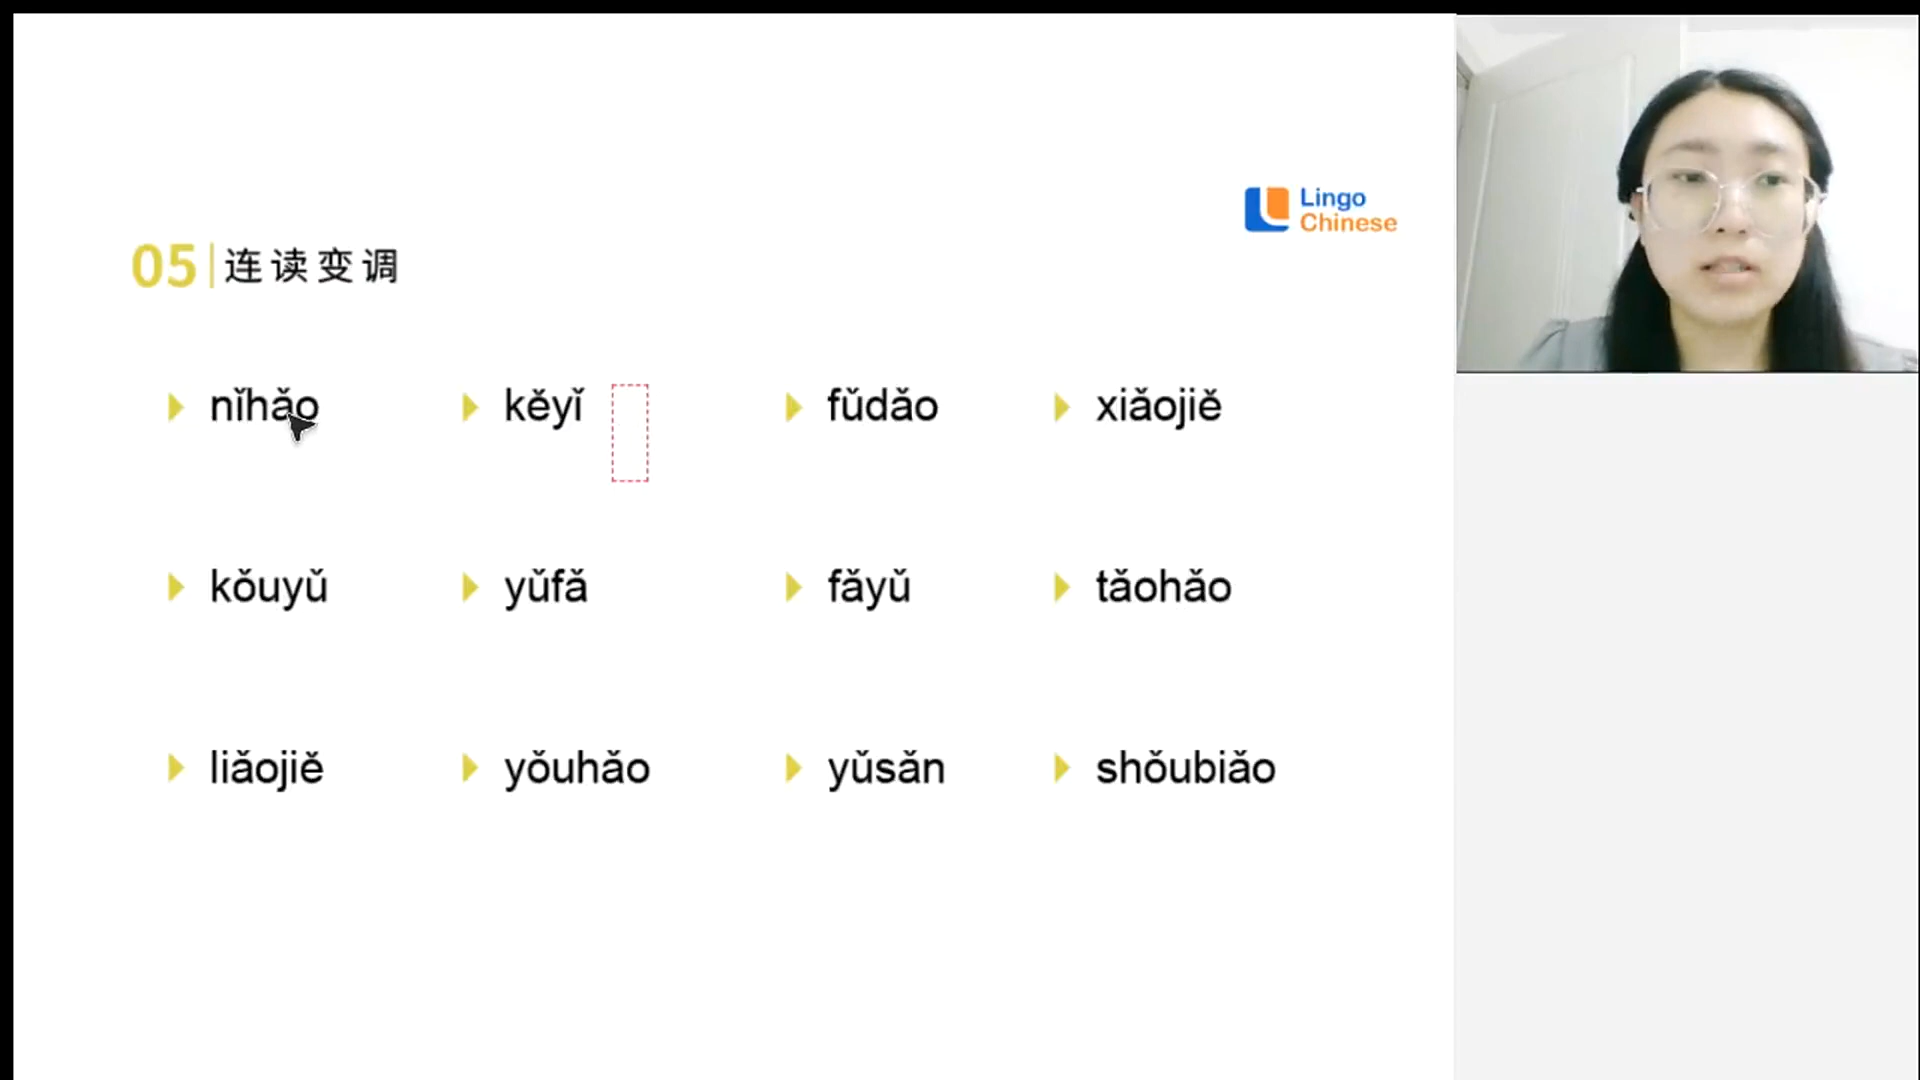 Lingo
Chinese
05 连读变调
nǐhǎo kěyǐ fǔdǎo xiǎojiě
kǒuyǔ yǔfǎ fǎyǔ tǎohǎo
liǎojiě yǒuhǎo yǔsǎn shǒubiǎo